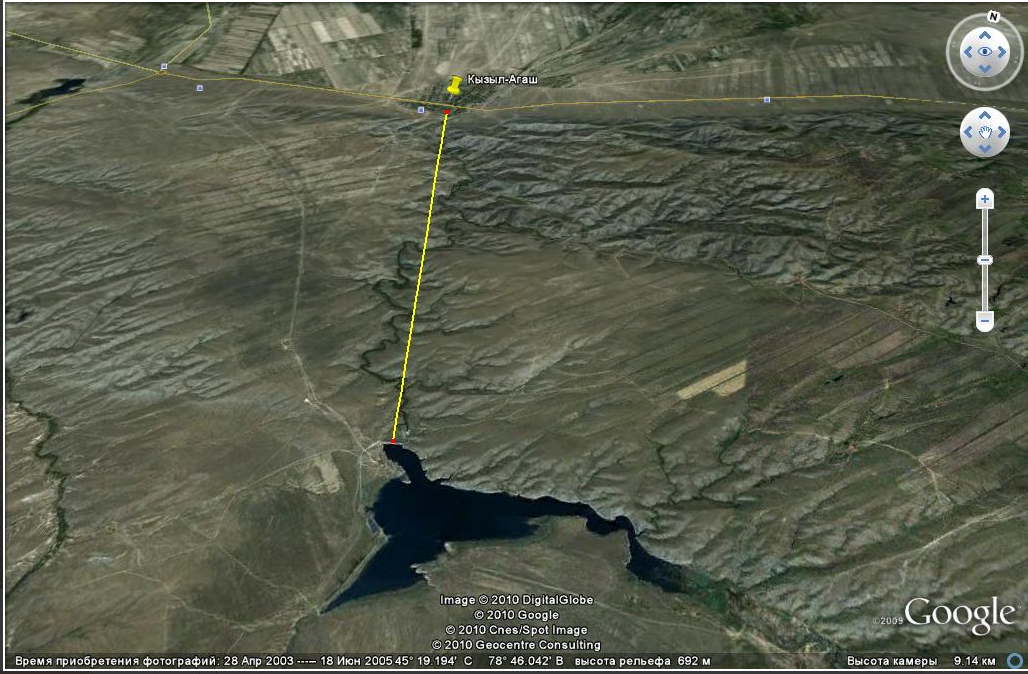 N
Кызыл-Агаш
Image © 2010 DigitalGlobe
© 2010 Google
© 2010 Cnes/Spot Image
© 2010 Geocentre Consulting
©2009 Google
Время приобретения фотографий: 28 Апр 2003 ---- 18 Июн 2005 45° 19.194' С 78° 46.042' В высота рельефа 692 м Высота камеры 9.14 км